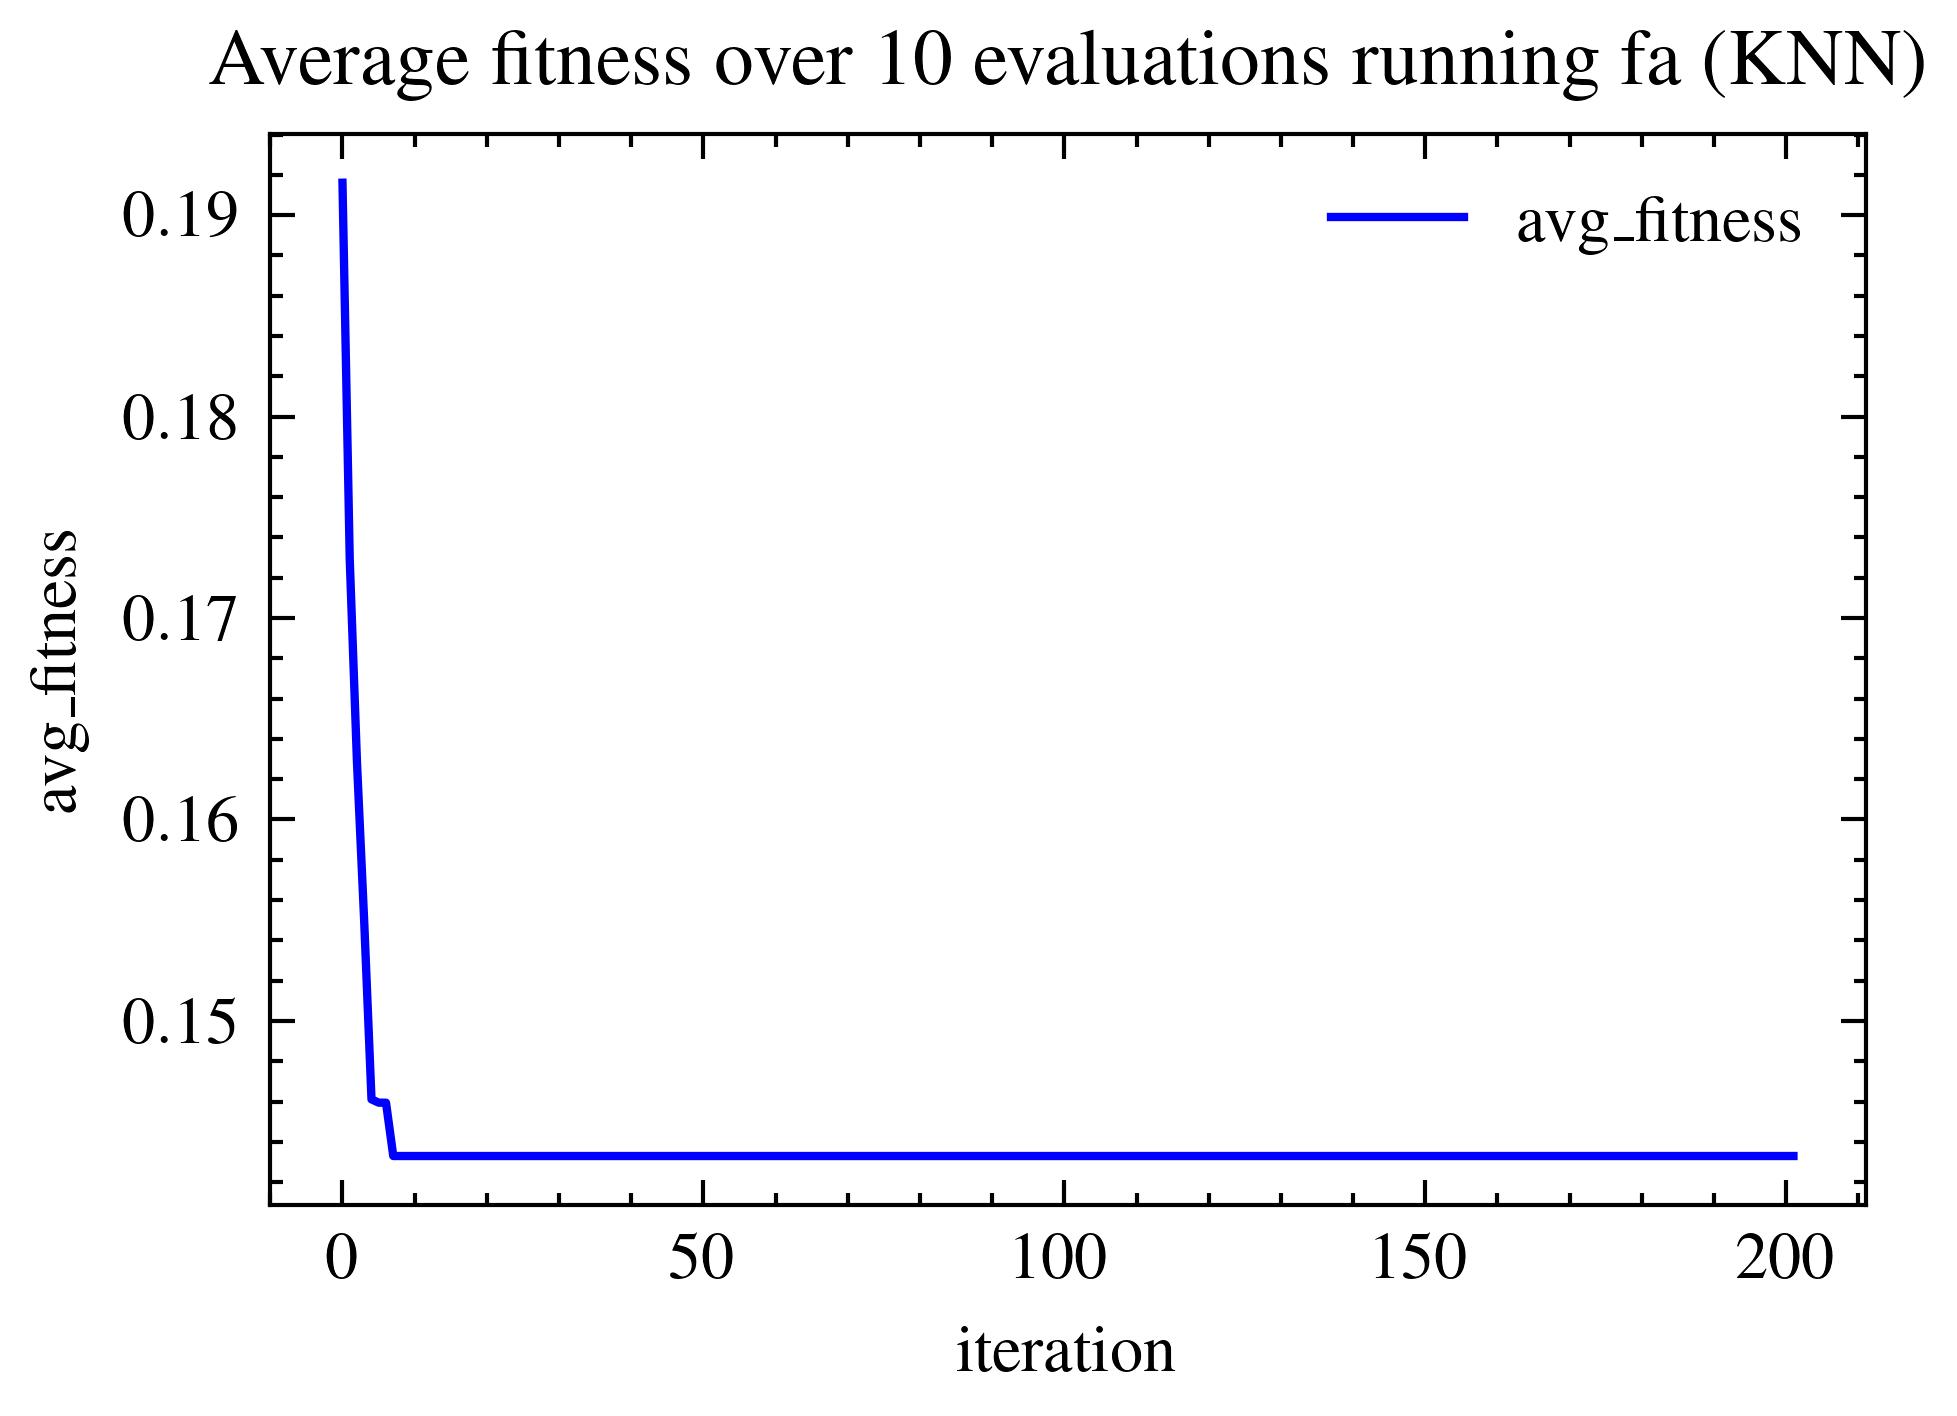 Average fitness over 10 evaluations running fa (KNN)
avg_fitness
0.19
0.18
0.17
0.16
0.15
avg_fitness
0 50 100 150 200
iteration